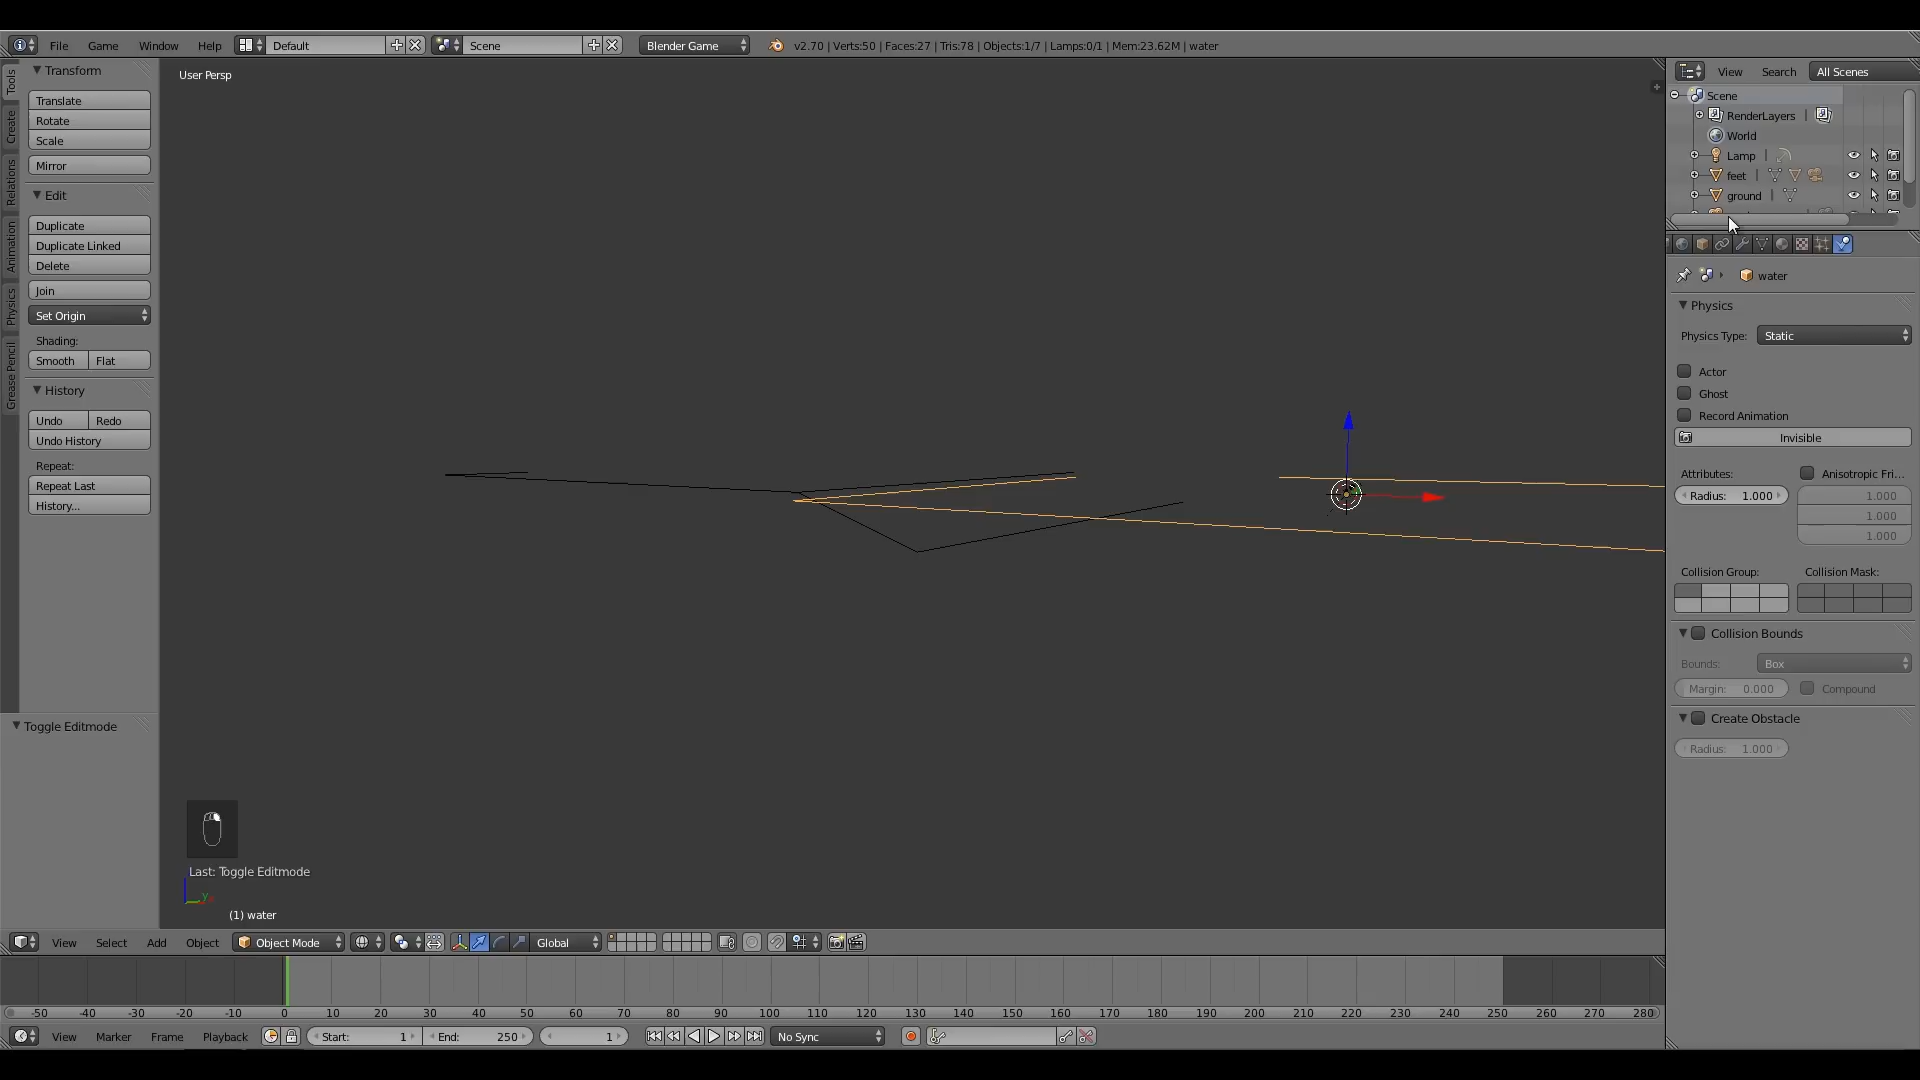 File Game Window Help Default Scene Blender Game v2.70 | Verts:50 | Faces:27 | Tris:78 | Objects:1/7 | Lamps:0/1 | Mem:23.62M | water
Tools
Create
Relations
Animation
Physics
Grease Pencil
Transform
Translate
Rotate
Scale
Mirror
Edit
Duplicate
Duplicate Linked
Delete
Join
Set Origin
Shading:
Smooth Flat
History
Undo Redo
Undo History
Repeat:
Repeat Last
History...
Toggle Editmode
User Persp
Last: Toggle Editmode
Y
(1) water
View Search All Scenes
Scene
RenderLayers |
World
Lamp |
feet |
ground |
water
Physics
Physics Type: Static
Actor
Ghost
Record Animation
Invisible
Attributes: Anisotropic Fri...
Radius: 1.000 1.000
1.000
1.000
Collision Group: Collision Mask:
Collision Bounds
Bounds: Box
Margin: 0.000 Compound
Create Obstacle
Radius: 1.000
View Select Add Object Object Mode Global
-50 -40 -30 -20 -10 0 10 20 30 40 50 60 70 80 90 100 110 120 130 140 150 160 170 180 190 200 210 220 230 240 250 260 270 280
View Marker Frame Playback Start: 1 End: 250 1 No Sync